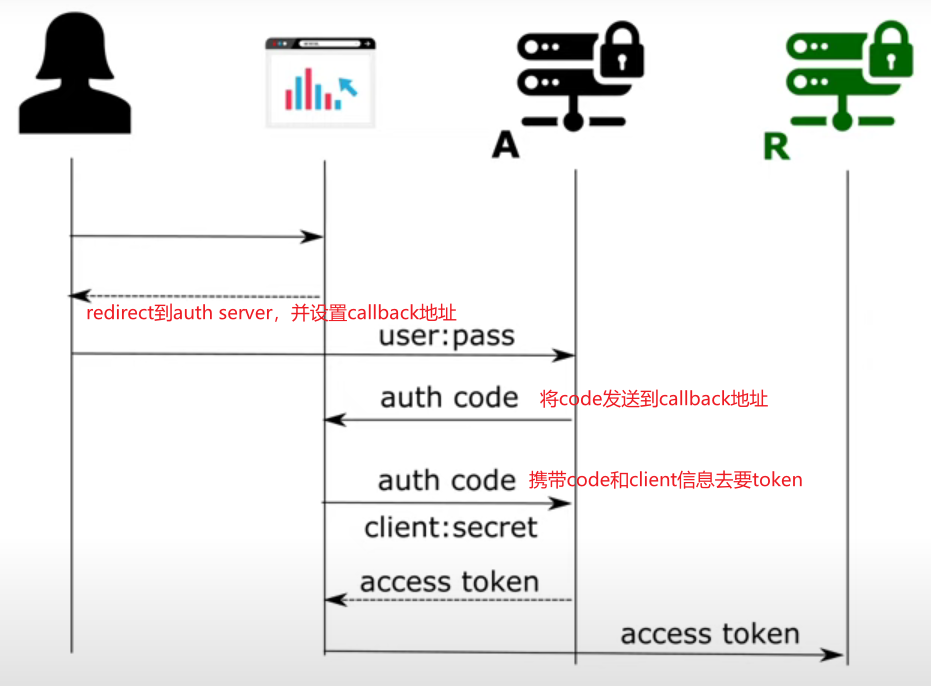 A
R
redirect到auth server，并设置callback地址
user:pass
auth code
将code发送到callback地址
auth code
携带code和client信息去要token
client:secret
access token
access token